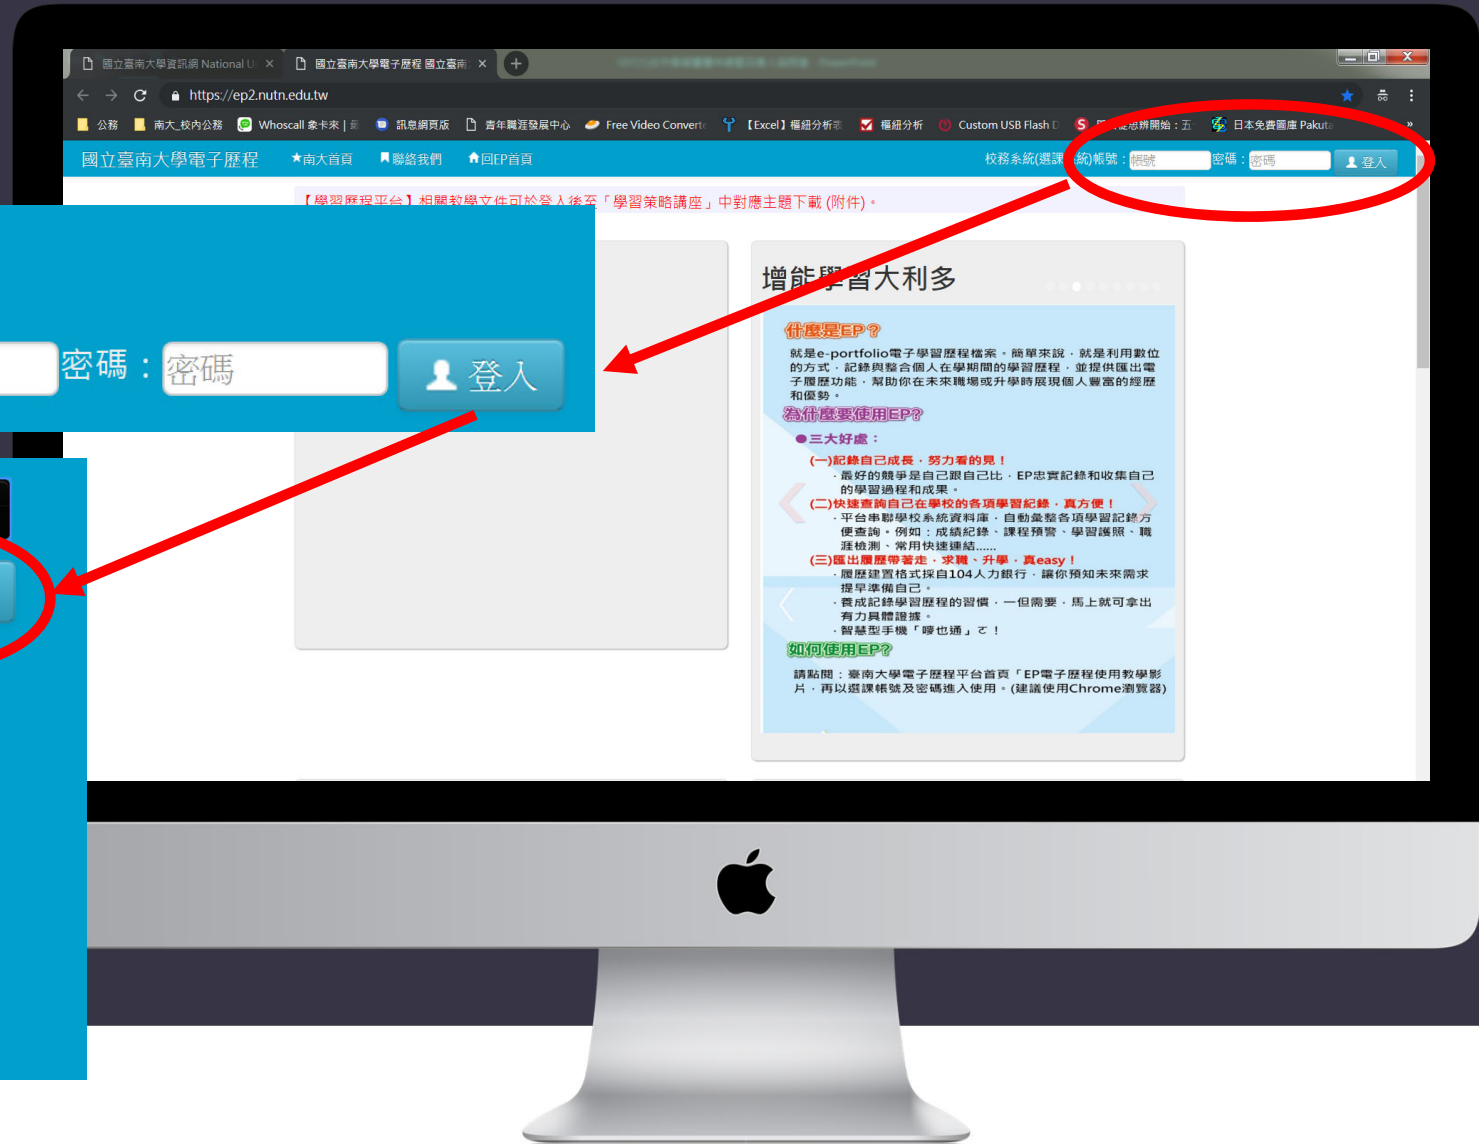 國立臺南大學資訊網 National U
國立臺南大學電子歷程 國立臺南
https://ep2.nutn.edu.tw
公務
南大_校內公務
Whoscall 象卡來 |
訊息網頁版
青年職涯發展中心
Free Video Converte
【Excel】樞紐分析表
樞紐分析
Custom USB Flash D
日本免費圖庫 Pakuta
»
國立臺南大學電子歷程
★南大首頁
聯絡我們
回EP首頁
校務系統(選課系統)帳號：帳號
密碼：密碼
登入
【學習歷程平台】相關教學文件可於登入後至「學習策略講座」中對應主題下載 (附件)。
密碼：密碼
登入
增能學習大利多
什麼是EP？
就是e-portfolio電子學習歷程檔案。簡單來說，就是利用數位
的方式，記錄與整合個人在學期間的學習歷程，並提供匯出電
子履歷功能，幫助你在未來職場或升學時展現個人豐富的經歷
和優勢。
為什麼要使用EP?
●三大好處：
(一)記錄自己成長，努力看的見！
．最好的競爭是自己跟自己比，EP忠實記錄和收集自己
的學習過程和成果。
(二)快速查詢自己在學校的各項學習紀錄，真方便！
．平台串聯學校系統資料庫，自動彙整各項學習記錄方
便查詢。例如：成績紀錄、課程預警、學習護照、職
涯檢測、常用快速連結......
(三)匯出履歷帶著走，求職、升學，真easy！
．履歷建置格式採自104人力銀行，讓你預知未來需求
提早準備自己。
．養成記錄學習歷程的習慣，一但需要，馬上就可拿出
有力具體證據。
．智慧型手機「嘜也通」ㄛ！
如何使用EP?
請點閱：臺南大學電子歷程平台首頁「EP電子歷程使用教學影
片，再以選課帳號及密碼進入使用。(建議使用Chrome瀏覽器)